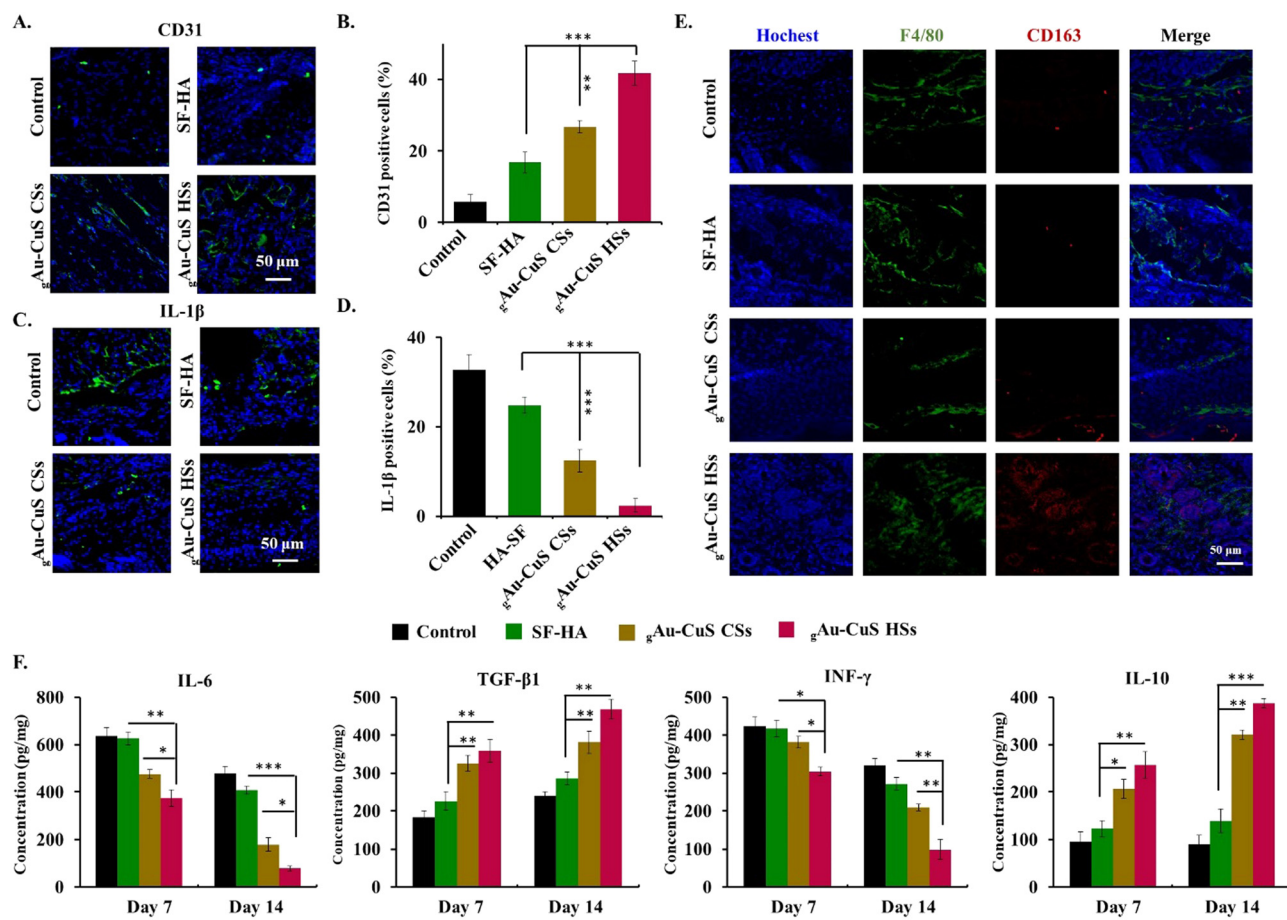 A.
CD31
Control
SF-HA
gAu-CuS CSs
gAu-CuS HSs
50 μm
B.
CD31 positive cells (%)
40
20
0
***
**
Control
SF-HA
gAu-CuS CSs
gAu-CuS HSs
C.
IL-1β
Control
SF-HA
gAu-CuS CSs
gAu-CuS HSs
50 μm
D.
IL-1β positive cells (%)
40
20
0
***
***
Control
HA-SF
gAu-CuS CSs
gAu-CuS HSs
E.
Hochest F4/80 CD163 Merge
Control
SF-HA
gAu-CuS CSs
gAu-CuS HSs
50 μm
Control SF-HA gAu-CuS CSs gAu-CuS HSs
F.
IL-6
Concentration (pg/mg)
800
600
400
200
0
**
*
***
*
Day 7 Day 14
TGF-β1
Concentration (pg/mg)
500
400
300
200
100
0
**
**
**
**
Day 7 Day 14
INF-γ
Concentration (pg/mg)
500
400
300
200
100
0
*
*
**
**
Day 7 Day 14
IL-10
Concentration (pg/mg)
400
300
200
100
0
**
*
***
**
Day 7 Day 14